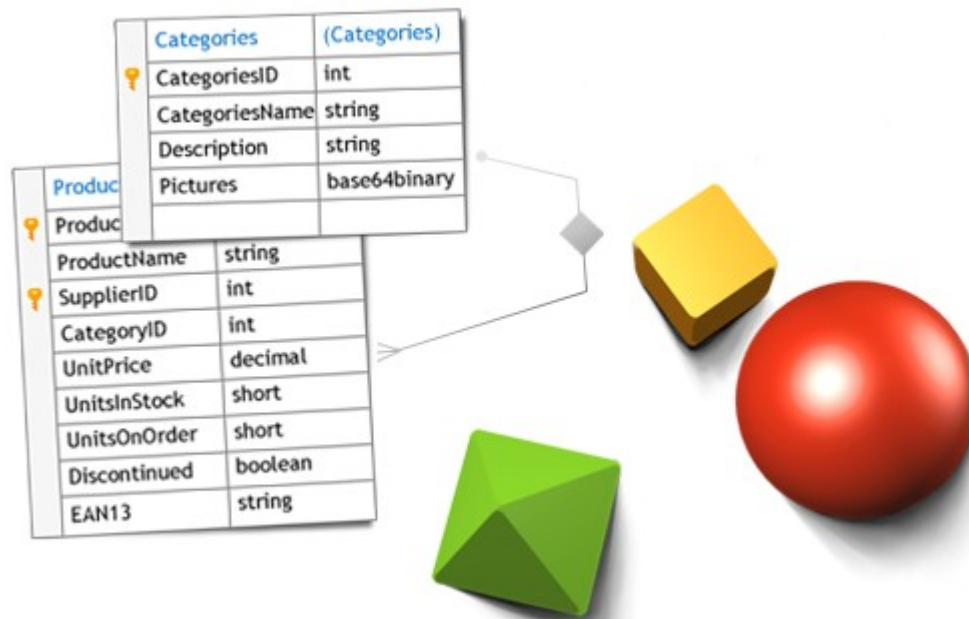 Categories (Categories)
CategoriesID int
CategoriesName string
Description string
Pictures base64binary
ProductName string
SupplierID int
CategoryID int
UnitPrice decimal
UnitsInStock short
UnitsOnOrder short
Discontinued boolean
EAN13 string